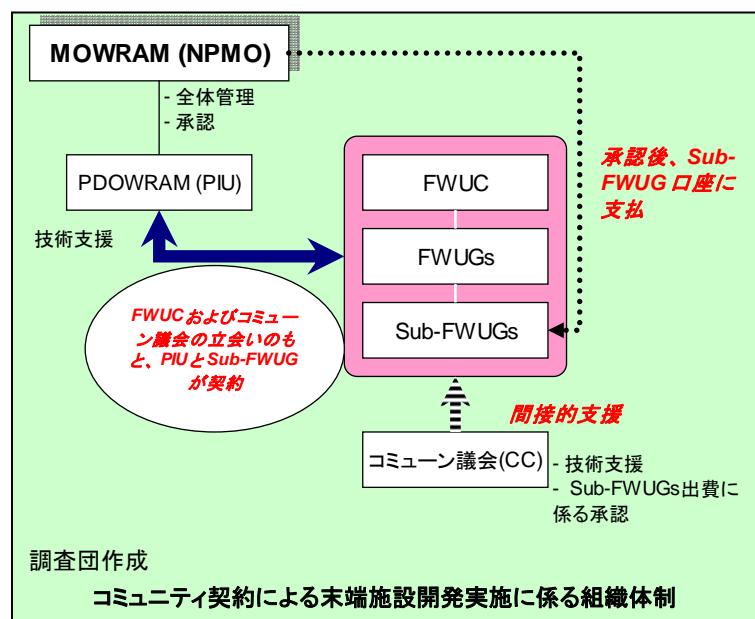 MOWRAM (NPMO)
- 全体管理
- 承認
承認後、Sub-
FWUG 口座に
支払
PDOWRAM (PIU)
FWUC
技術支援
FWUGs
FWUCおよびコミュー
ン議会の立会いのも
と、PIUとSub-FWUG
が契約
Sub-FWUGs
間接的支援
コミューン議会(CC)
- 技術支援
- Sub-FWUGs出費に
係る承認
調査団作成
コミュニティ契約による末端施設開発実施に係る組織体制